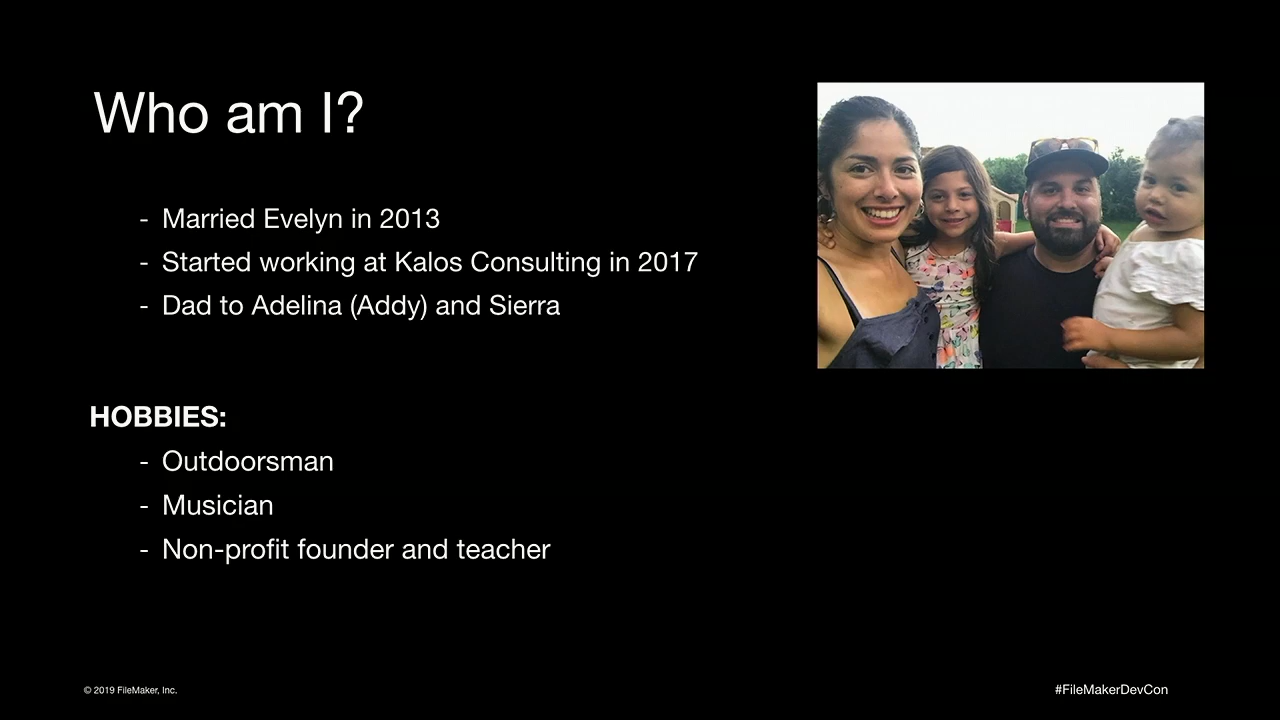 Who am I?
- Married Evelyn in 2013
- Started working at Kalos Consulting in 2017
- Dad to Adelina (Addy) and Sierra
HOBBIES:
- Outdoorsman
- Musician
- Non-profit founder and teacher
© 2019 FileMaker, Inc.
#FileMakerDevCon